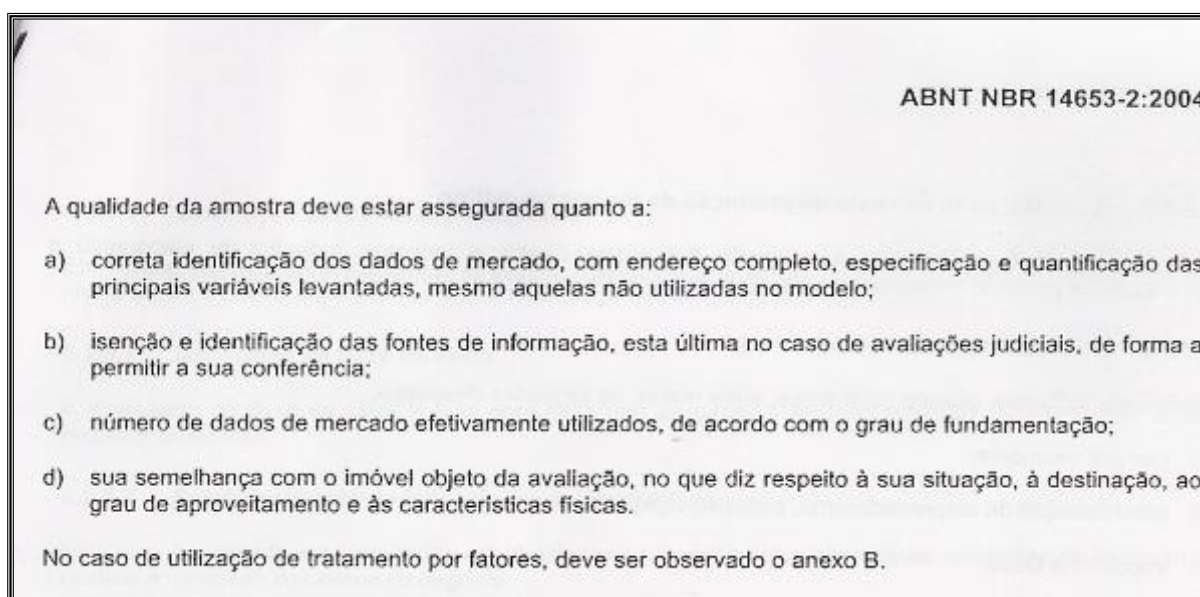 ABNT NBR 14653-2:2004
A qualidade da amostra deve estar assegurada quanto a:
a) correta identificação dos dados de mercado, com endereço completo, especificação e quantificação das
principais variáveis levantadas, mesmo aquelas não utilizadas no modelo;
b) isenção e identificação das fontes de informação, esta última no caso de avaliações judiciais, de forma a
permitir a sua conferência;
c) número de dados de mercado efetivamente utilizados, de acordo com o grau de fundamentação;
d) sua semelhança com o imóvel objeto da avaliação, no que diz respeito à sua situação, à destinação, ao
grau de aproveitamento e às características físicas.
No caso de utilização de tratamento por fatores, deve ser observado o anexo B.